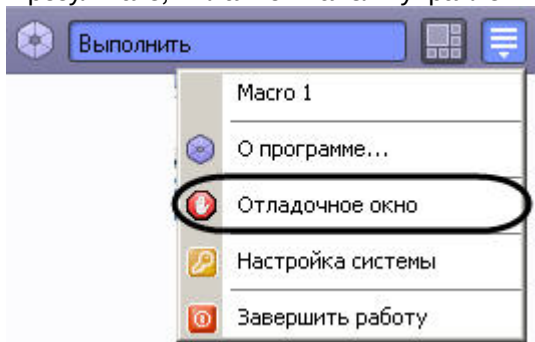 Выполнить
Macro 1
О программе...
Отладочное окно
Настройка системы
Завершить работу